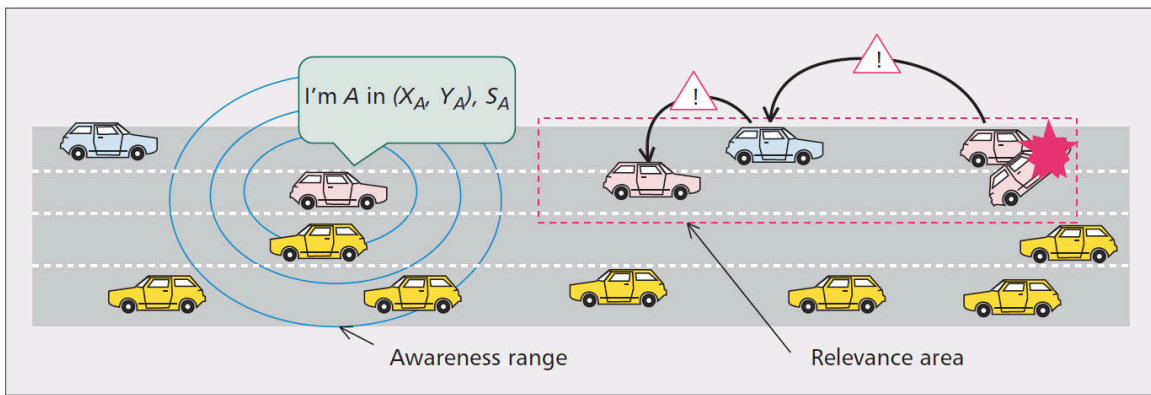 I'm A in (X_A, Y_A), S_A
!
!
Awareness range
Relevance area